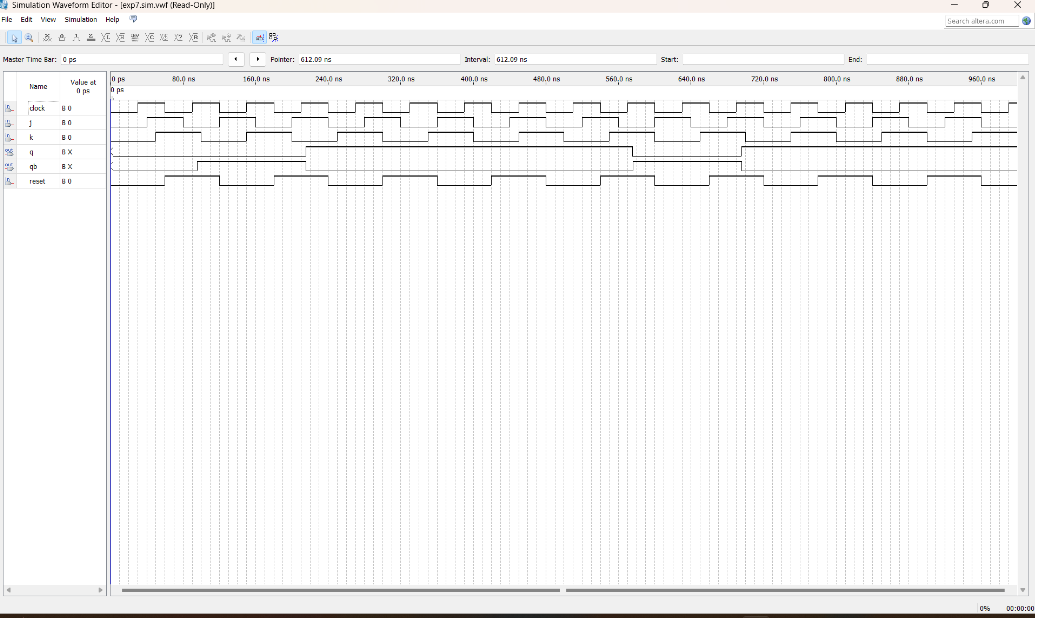 Simulation Waveform Editor - [exp7.sim.vwf (Read-Only)]
File Edit View Simulation Help
Search altera.com
Master Time Bar: 0 ps Pointer: 612.09 ns Interval: 612.09 ns Start: End:
Name Value at 0 ps
0 ps 80.0 ns 160.0 ns 240.0 ns 320.0 ns 400.0 ns 480.0 ns 560.0 ns 640.0 ns 720.0 ns 800.0 ns 880.0 ns 960.0 ns
0 ps
clock B 0
j B 0
k B 0
q B X
qb B X
reset B 0
0% 00:00:00